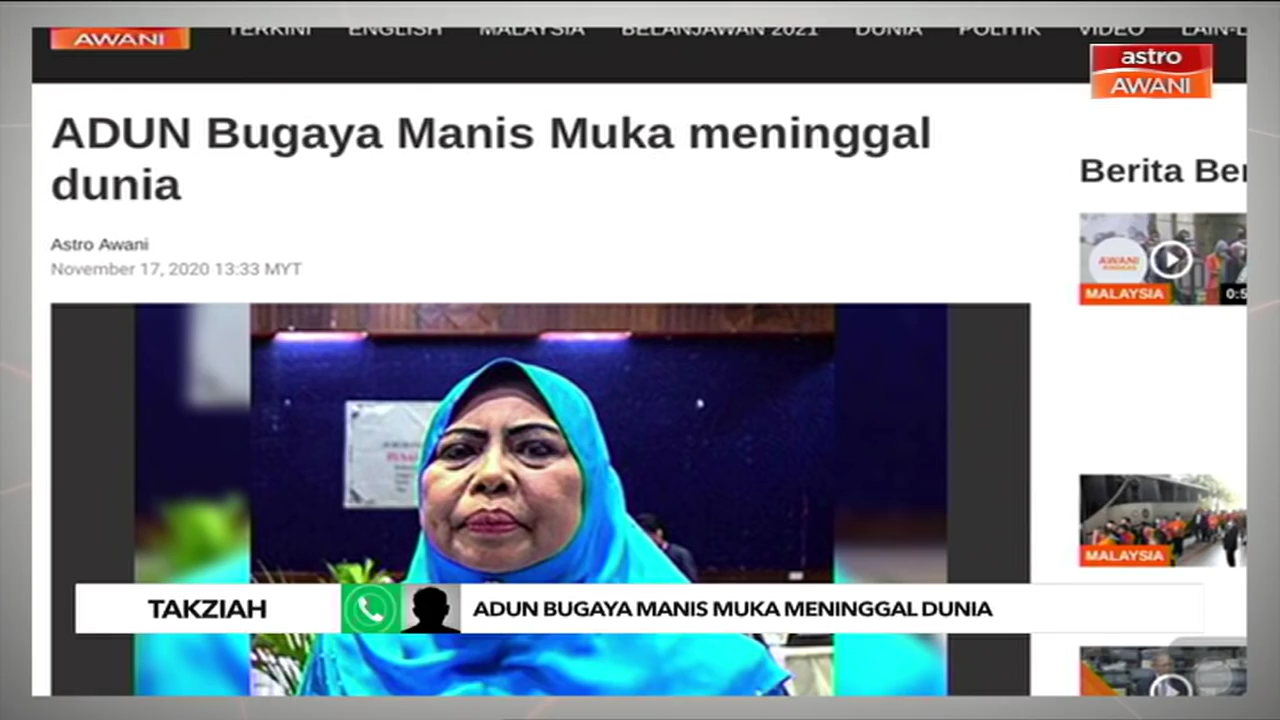 AWANI
TERKINI ENGLISH MALAYSIA BELANJAWAN 2021 DUNIA POLITIK VIDEO
astro
AWANI
ADUN Bugaya Manis Muka meninggal
dunia
Berita
Astro Awani
November 17, 2020 13:33 MYT
AWANI
MALAYSIA
MALAYSIA
TAKZIAH
ADUN BUGAYA MANIS MUKA MENINGGAL DUNIA